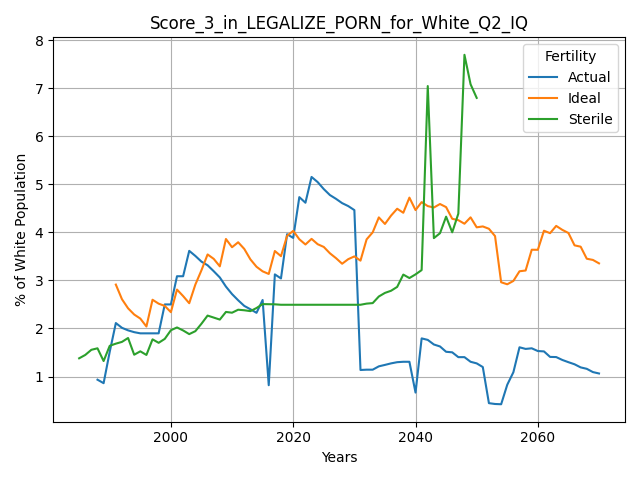 Score_3_in_LEGALIZE_PORN_for_White_Q2_IQ
% of White Population
8
7
6
5
4
3
2
1
Fertility
Actual
Ideal
Sterile
2000
2020
2040
2060
Years